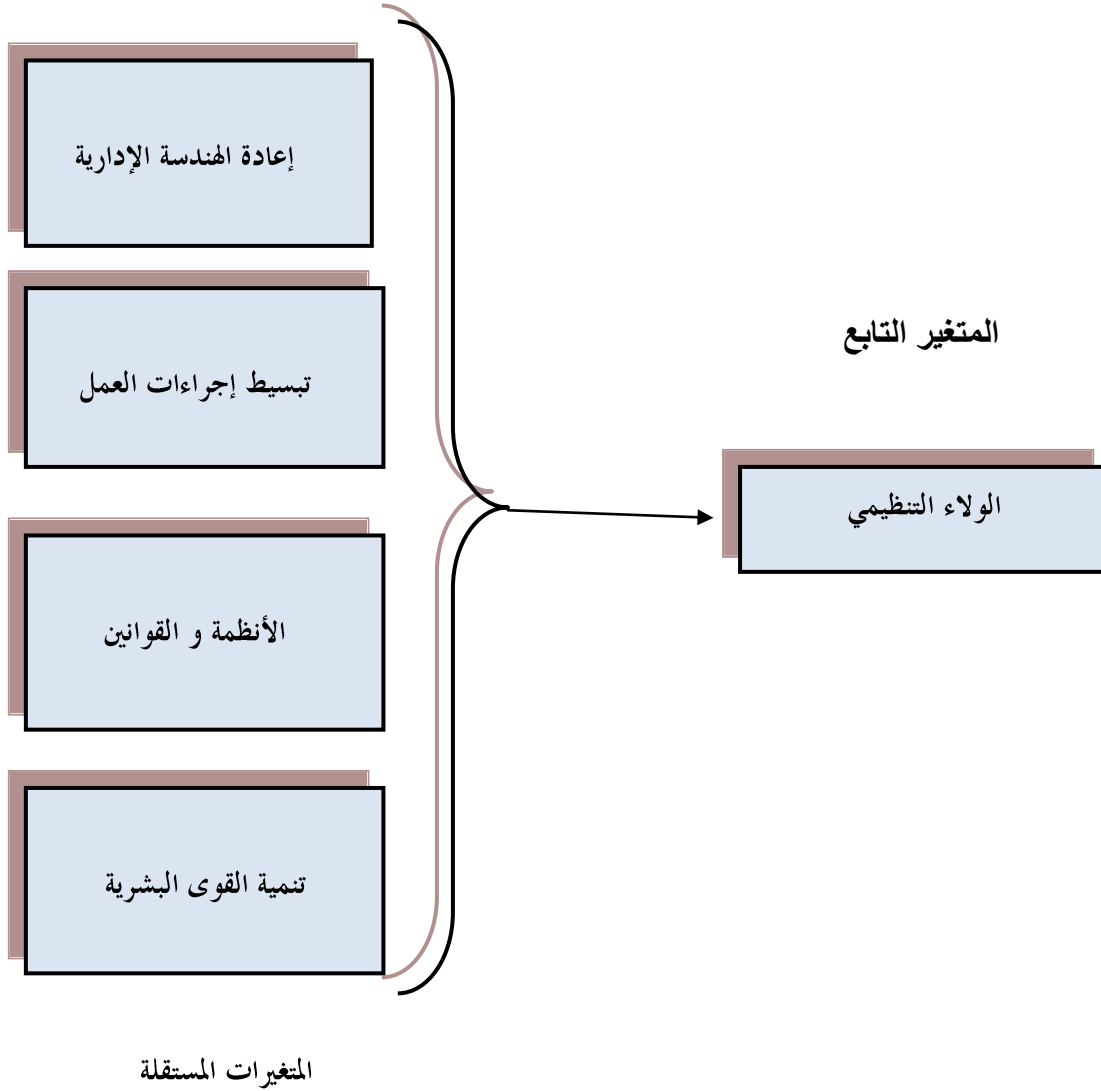 إعادة الهندسة الإدارية
تبسيط إجراءات العمل
الأنظمة و القوانين
تنمية القوى البشرية
المتغيرات المستقلة
المتغير التابع
الولاء التنظيمي